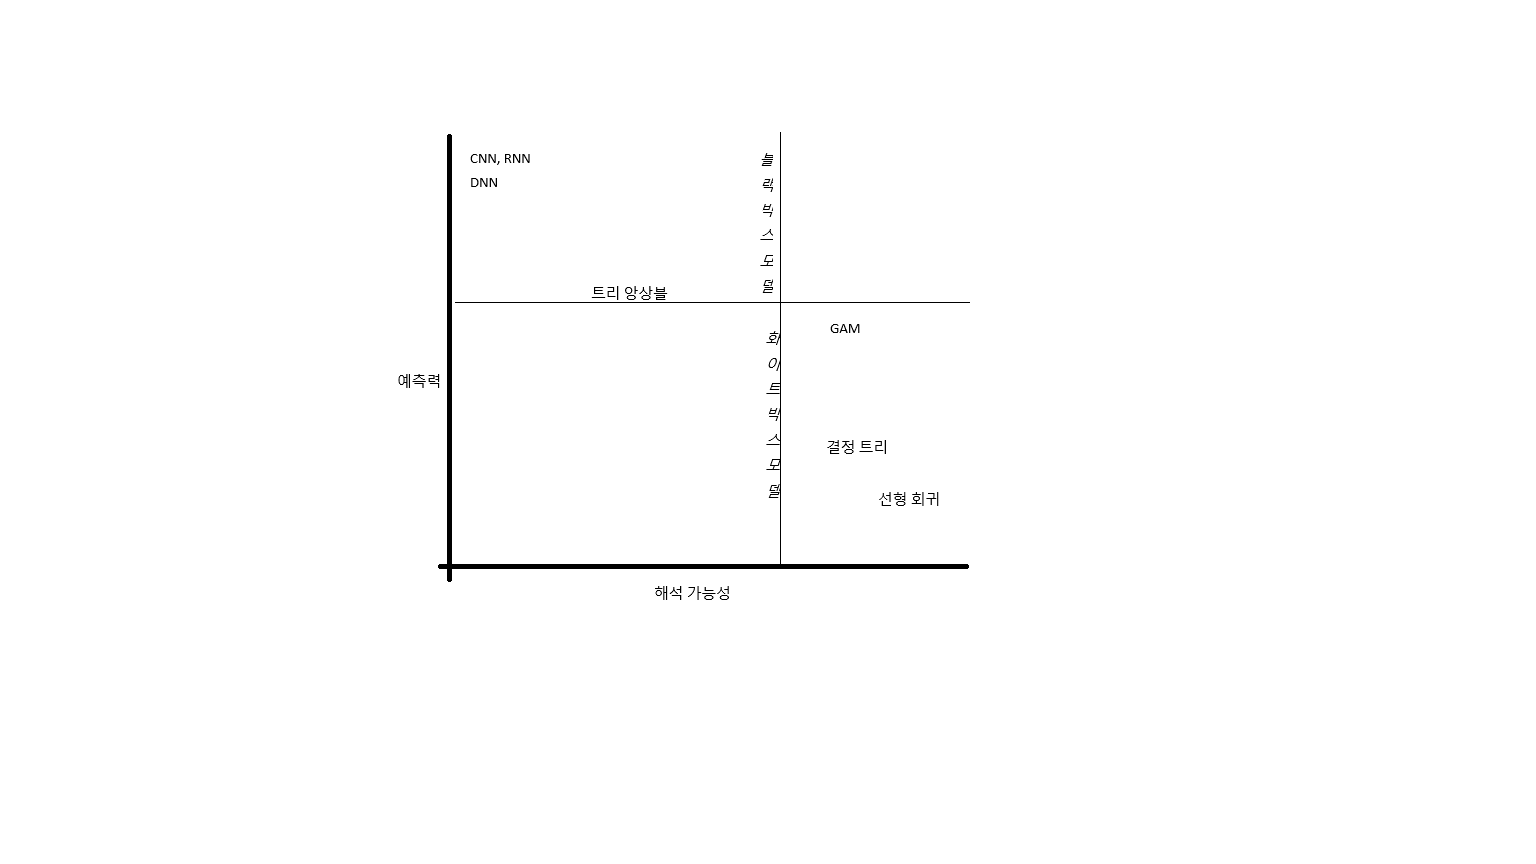 CNN, RNN
DNN
블랙박스모델
트리 앙상블
GAM
화이트박스모델
예측력
결정 트리
선형 회귀
해석 가능성